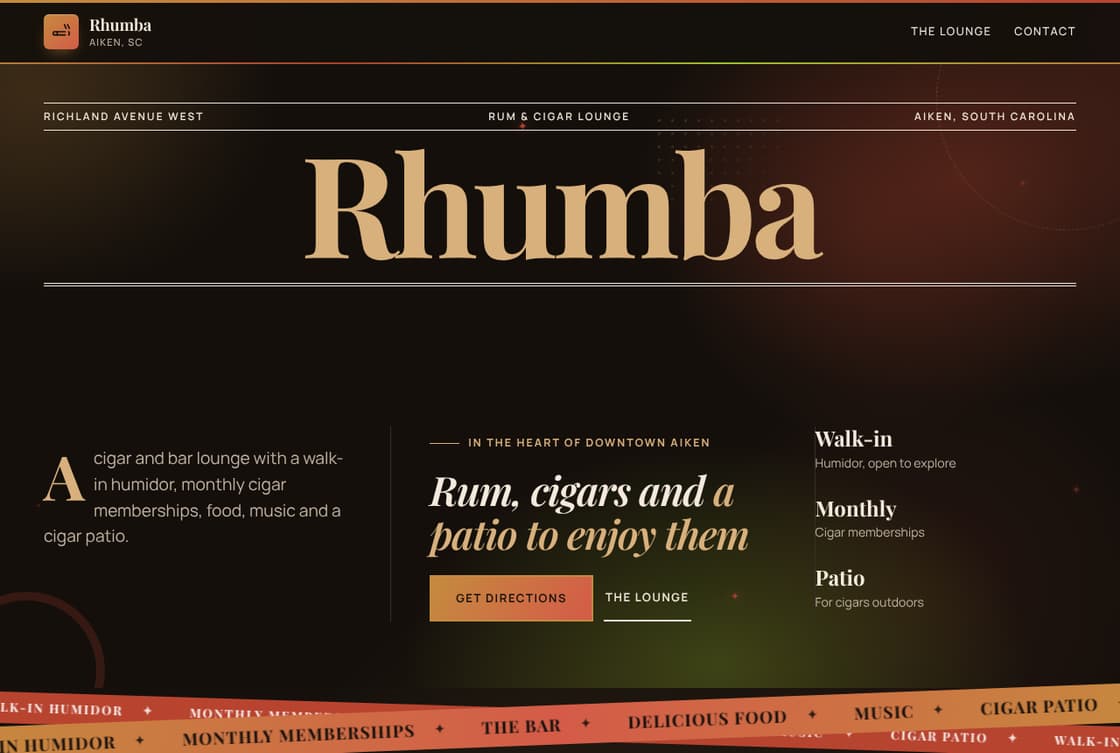 Rhumba
AIKEN, SC
THE LOUNGE
CONTACT
RICHLAND AVENUE WEST
RUM & CIGAR LOUNGE
AIKEN, SOUTH CAROLINA
Rhumba
A cigar and bar lounge with a walk-
in humidor, monthly cigar
memberships, food, music and a
cigar patio.
IN THE HEART OF DOWNTOWN AIKEN
Rum, cigars and a
patio to enjoy them
GET DIRECTIONS
THE LOUNGE
Walk-in
Humidor, open to explore
Monthly
Cigar memberships
Patio
For cigars outdoors
HUMIDOR ✦ MONTHLY ✦ CIGAR PATIO ✦
IN HUMIDOR ✦ MONTHLY MEMBERSHIPS ✦ THE BAR ✦ DELICIOUS FOOD ✦ MUSIC ✦ CIGAR PATIO